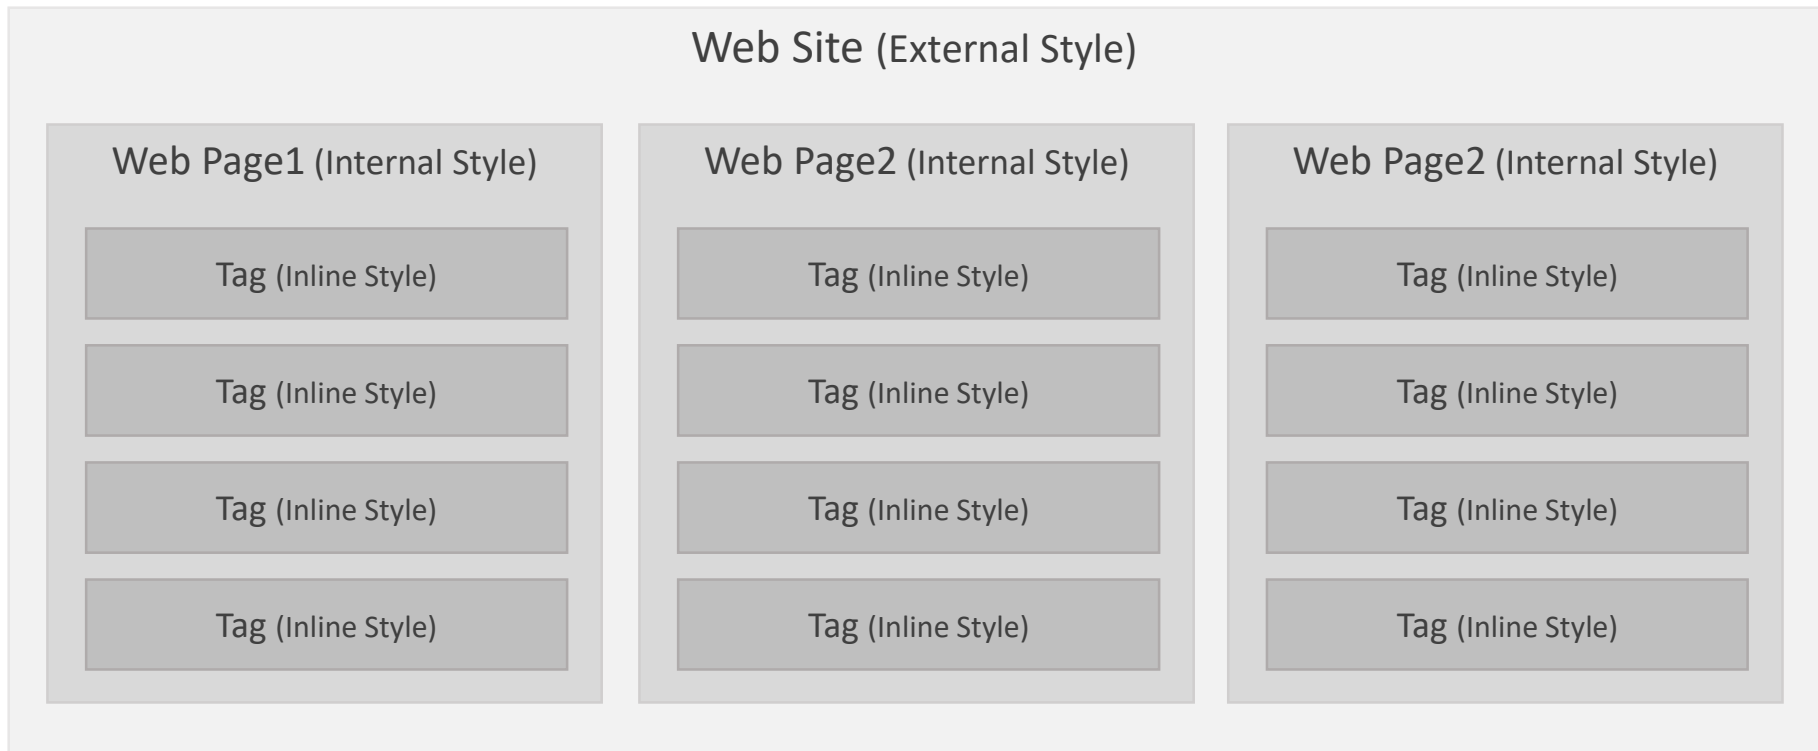 Web Site (External Style)
Web Page1 (Internal Style)
Tag (Inline Style)
Tag (Inline Style)
Tag (Inline Style)
Tag (Inline Style)
Web Page2 (Internal Style)
Tag (Inline Style)
Tag (Inline Style)
Tag (Inline Style)
Tag (Inline Style)
Web Page2 (Internal Style)
Tag (Inline Style)
Tag (Inline Style)
Tag (Inline Style)
Tag (Inline Style)